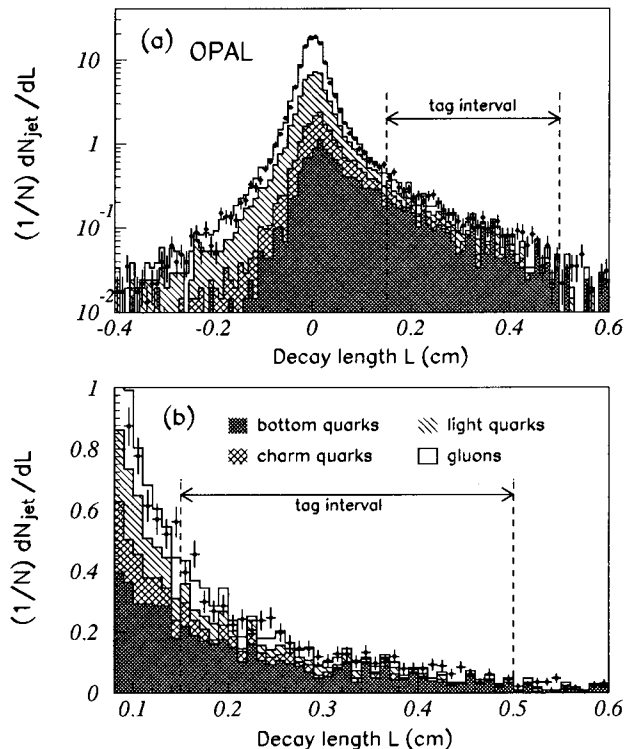 (a) OPAL
tag interval
(1/N) dN_jet /dL
10
1
10^-1
10^-2
-0.4 -0.2 0 0.2 0.4 0.6
Decay length L (cm)
(b)
bottom quarks light quarks
charm quarks gluons
tag interval
(1/N) dN_jet /dL
1
0.8
0.6
0.4
0.2
0
0.1 0.2 0.3 0.4 0.5 0.6
Decay length L (cm)